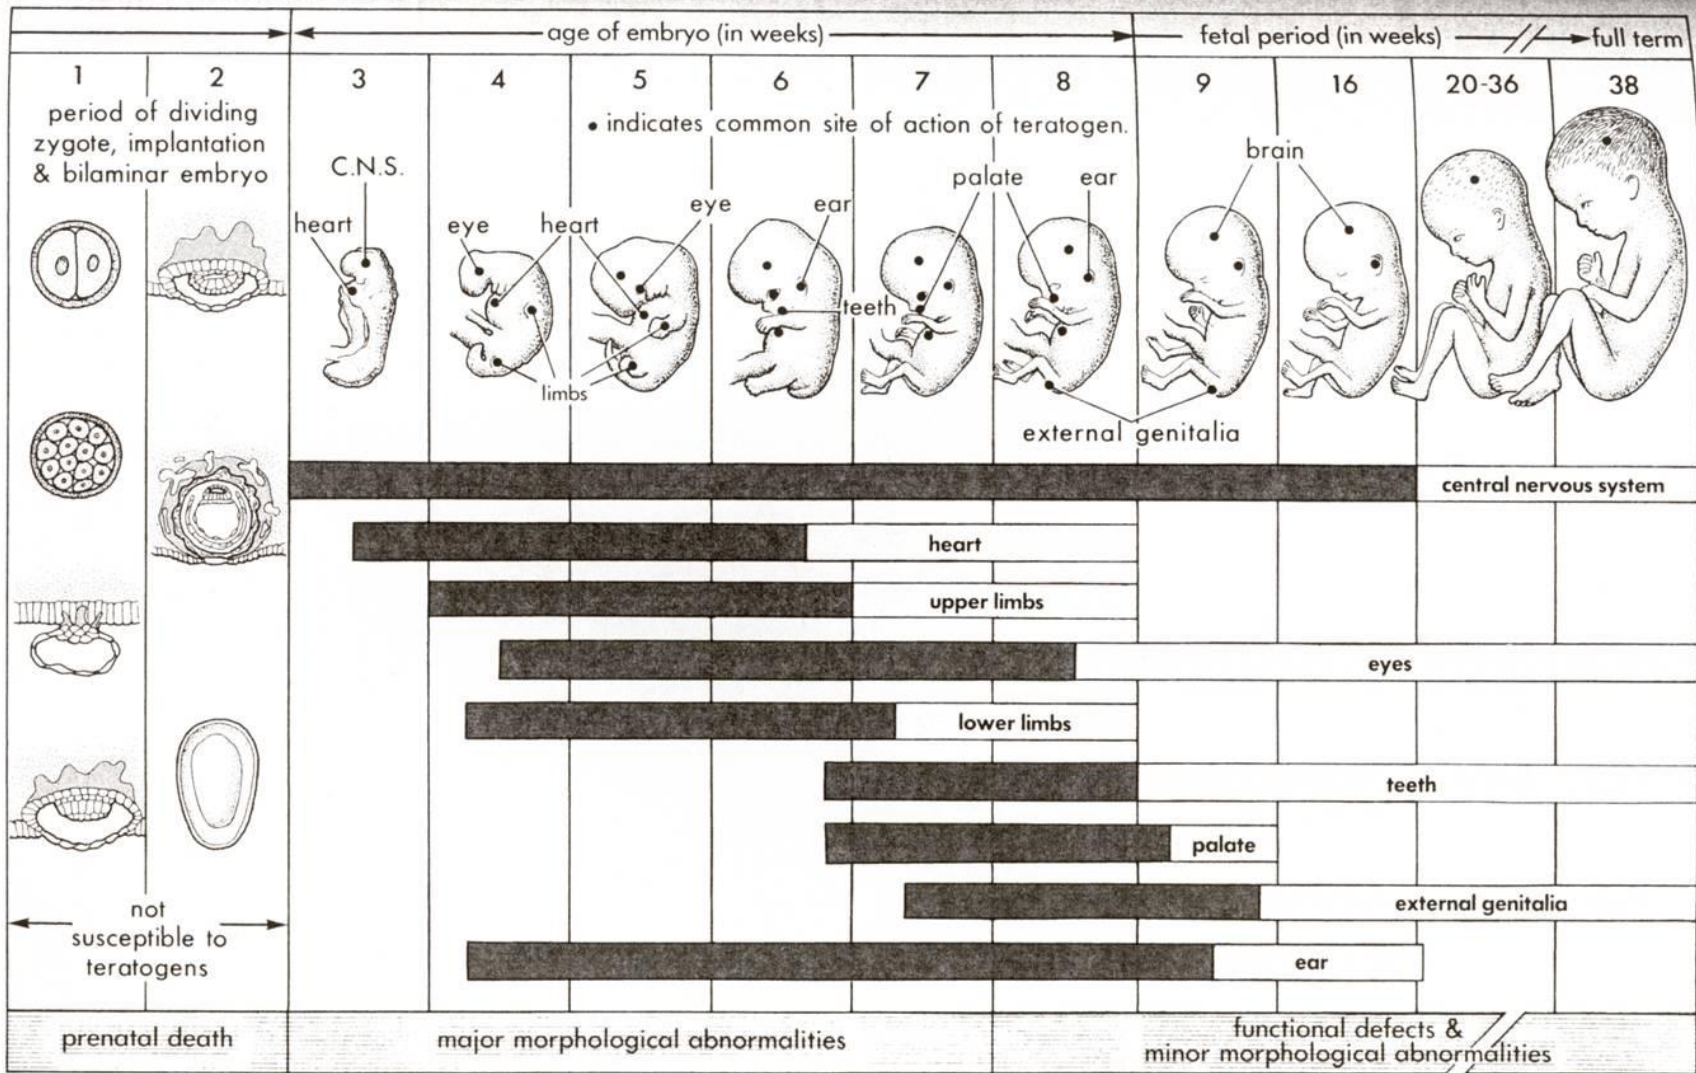 age of embryo (in weeks)
fetal period (in weeks)
full term
1
2
3
4
5
6
7
8
9
16
20-36
38
period of dividing
zygote, implantation
& bilaminar embryo
• indicates common site of action of teratogen.
C.N.S.
heart
eye
heart
limbs
eye
ear
teeth
palate
ear
external genitalia
brain
central nervous system
heart
upper limbs
eyes
lower limbs
teeth
palate
external genitalia
ear
not
susceptible to
teratogens
prenatal death
major morphological abnormalities
functional defects &
minor morphological abnormalities